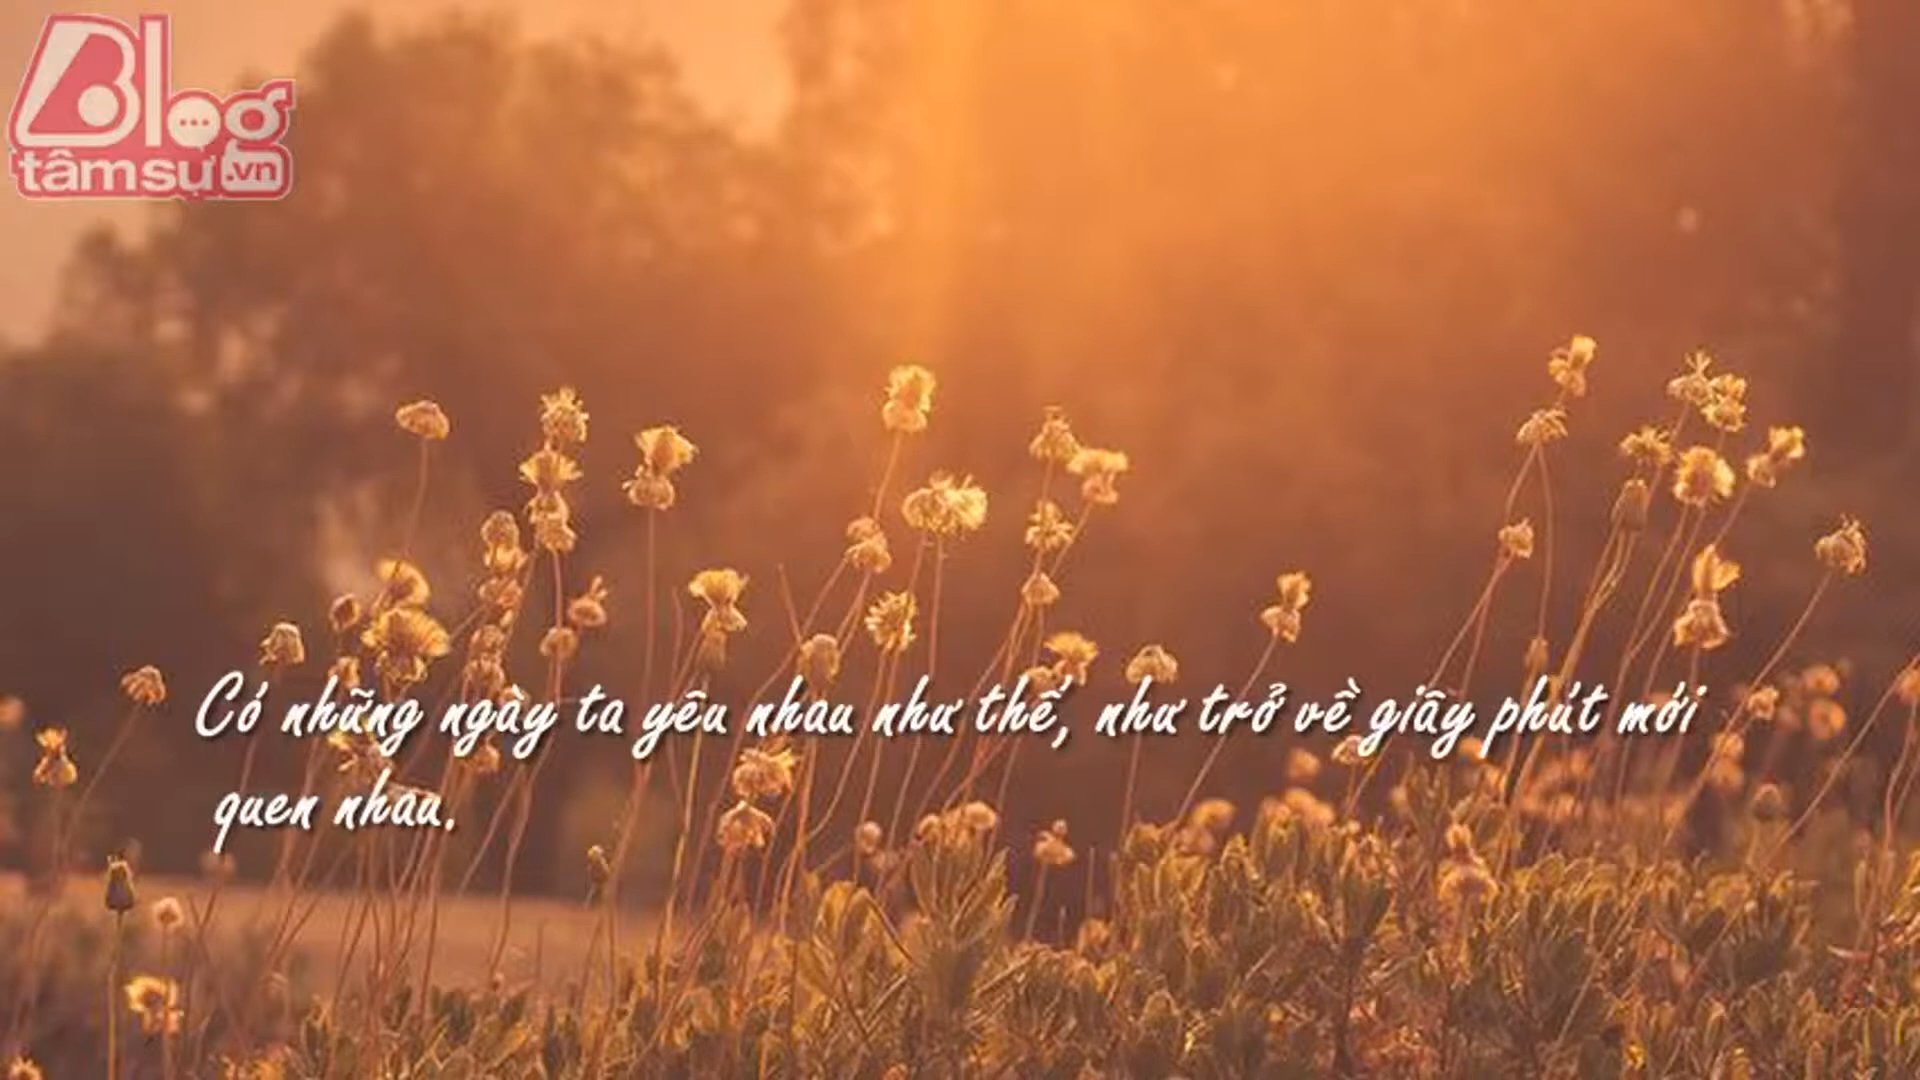 Blog
tâmsự.vn
Có những ngày ta yêu nhau như thế, như trở về giây phút mới
quen nhau.